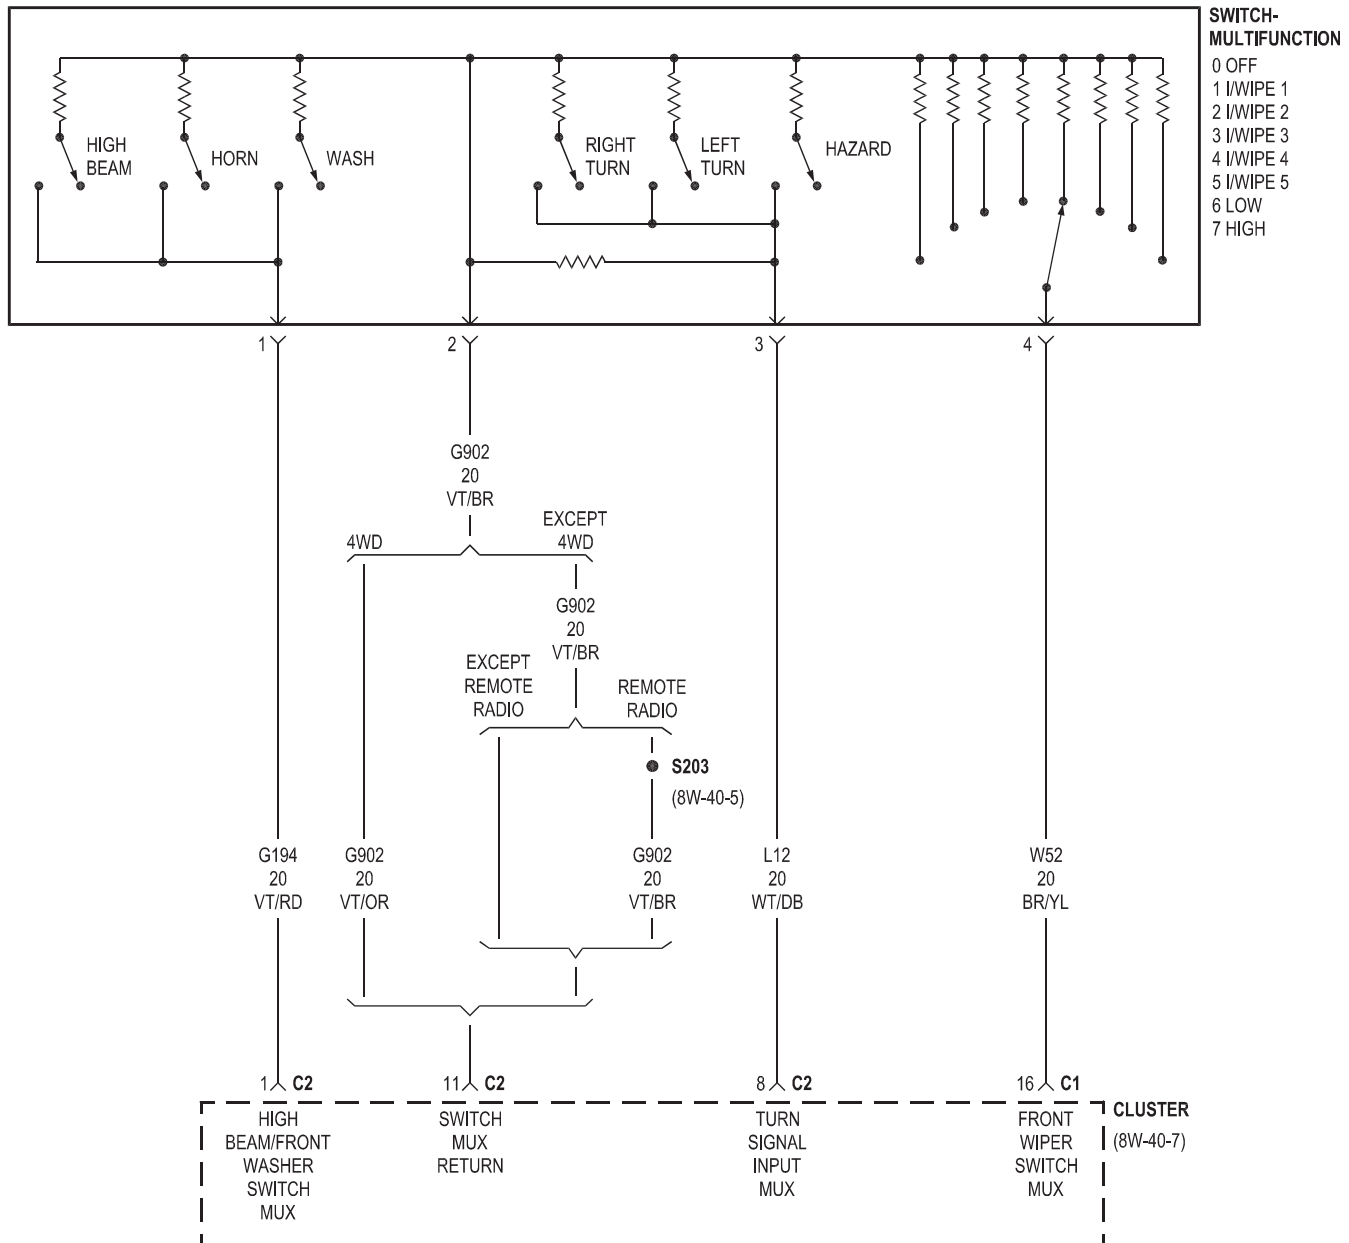 SWITCH-
MULTIFUNCTION
0 OFF
1 I/WIPE 1
2 I/WIPE 2
3 I/WIPE 3
4 I/WIPE 4
5 I/WIPE 5
6 LOW
7 HIGH
HIGH
BEAM
HORN
WASH
RIGHT
TURN
LEFT
TURN
HAZARD
1
2
3
4
G902
20
VT/BR
4WD
EXCEPT
4WD
G902
20
VT/BR
EXCEPT
REMOTE
RADIO
REMOTE
RADIO
S203
(8W-40-5)
G194
20
VT/RD
G902
20
VT/OR
G902
20
VT/BR
L12
20
WT/DB
W52
20
BR/YL
1 C2
11 C2
8 C2
16 C1
HIGH
BEAM/FRONT
WASHER
SWITCH
MUX
SWITCH
MUX
RETURN
TURN
SIGNAL
INPUT
MUX
FRONT
WIPER
SWITCH
MUX
CLUSTER
(8W-40-7)